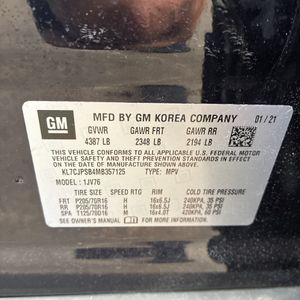 GM MFD BY GM KOREA COMPANY 01/21
GVWR GAWR FRT GAWR RR
4387 LB 2348 LB 2194 LB
THIS VEHICLE CONFORMS TO ALL APPLICABLE U.S. FEDERAL MOTOR
VEHICLE SAFETY, BUMPER, AND THEFT PREVENTION STANDARDS IN
EFFECT ON THE DATE OF MANUFACTURE SHOWN ABOVE.
KL7CJPSB4MB357125 TYPE: MPV
MODEL: 1JV76
TIRE SIZE SPEED RTG RIM COLD TIRE PRESSURE
FRT P205/70R16 H 16x6.5J 240KPA, 35 PSI
RR P205/70R16 H 16x6.5J 240KPA, 35 PSI
SPA T125/70D16 M 16x4.0T 420KPA, 60 PSI
SEE OWNER'S MANUAL FOR ADDITIONAL INFORMATION